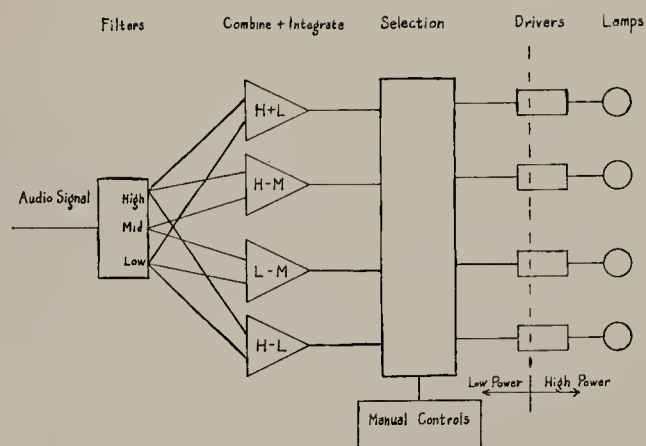 Filters
Combine + Integrate
Selection
Drivers
Lamps
H+L
H-M
Audio Signal
High
Mid
Low
L-M
H-L
Low Power
High Power
Manual Controls